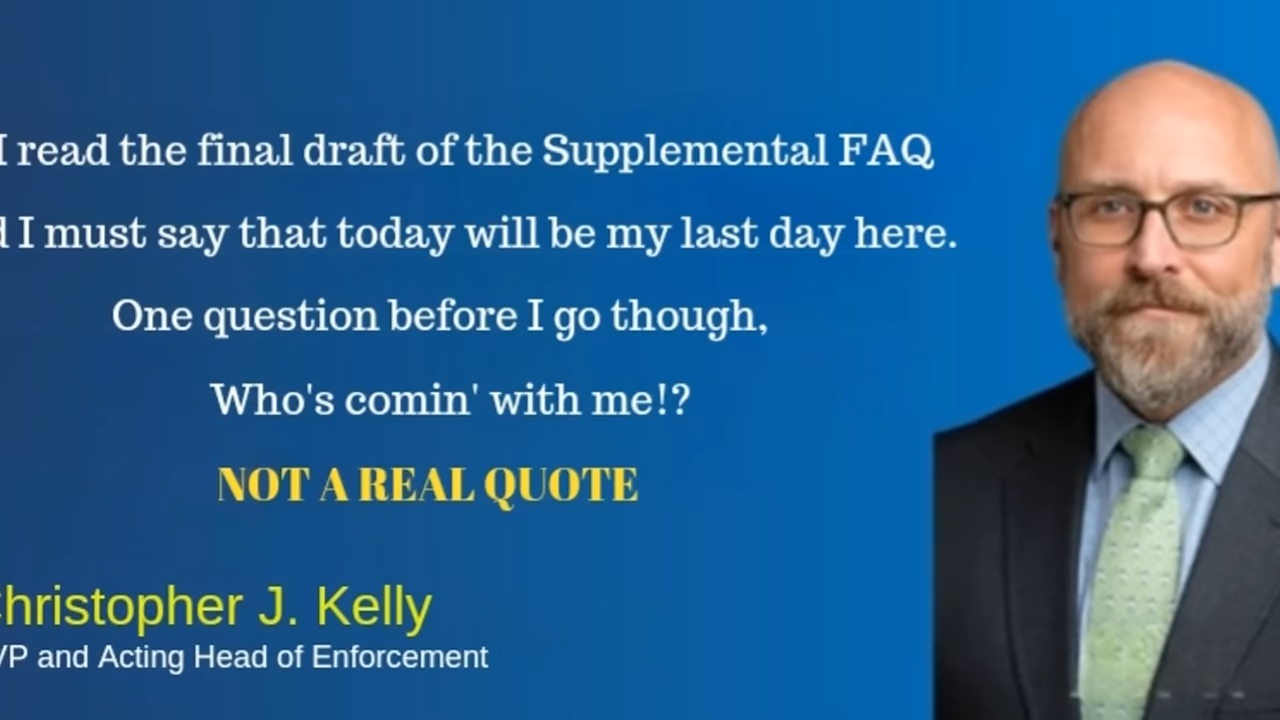 I read the final draft of the Supplemental FAQ
I must say that today will be my last day here.
One question before I go though,
Who's comin' with me!?
NOT A REAL QUOTE
Christopher J. Kelly
VP and Acting Head of Enforcement